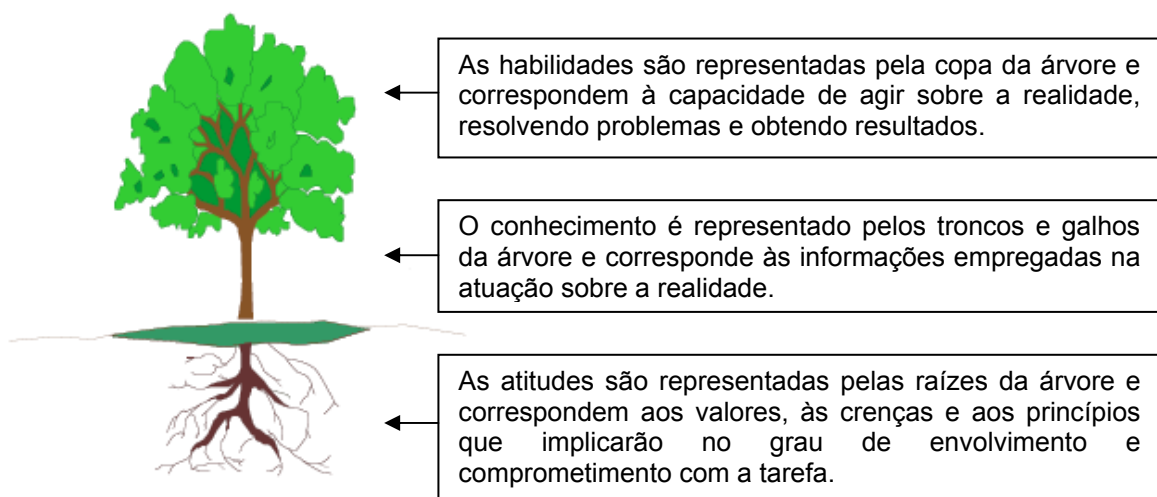 As habilidades são representadas pela copa da árvore e
correspondem à capacidade de agir sobre a realidade,
resolvendo problemas e obtendo resultados.
O conhecimento é representado pelos troncos e galhos
da árvore e corresponde às informações empregadas na
atuação sobre a realidade.
As atitudes são representadas pelas raízes da árvore e
correspondem aos valores, às crenças e aos princípios
que implicarão no grau de envolvimento e
comprometimento com a tarefa.